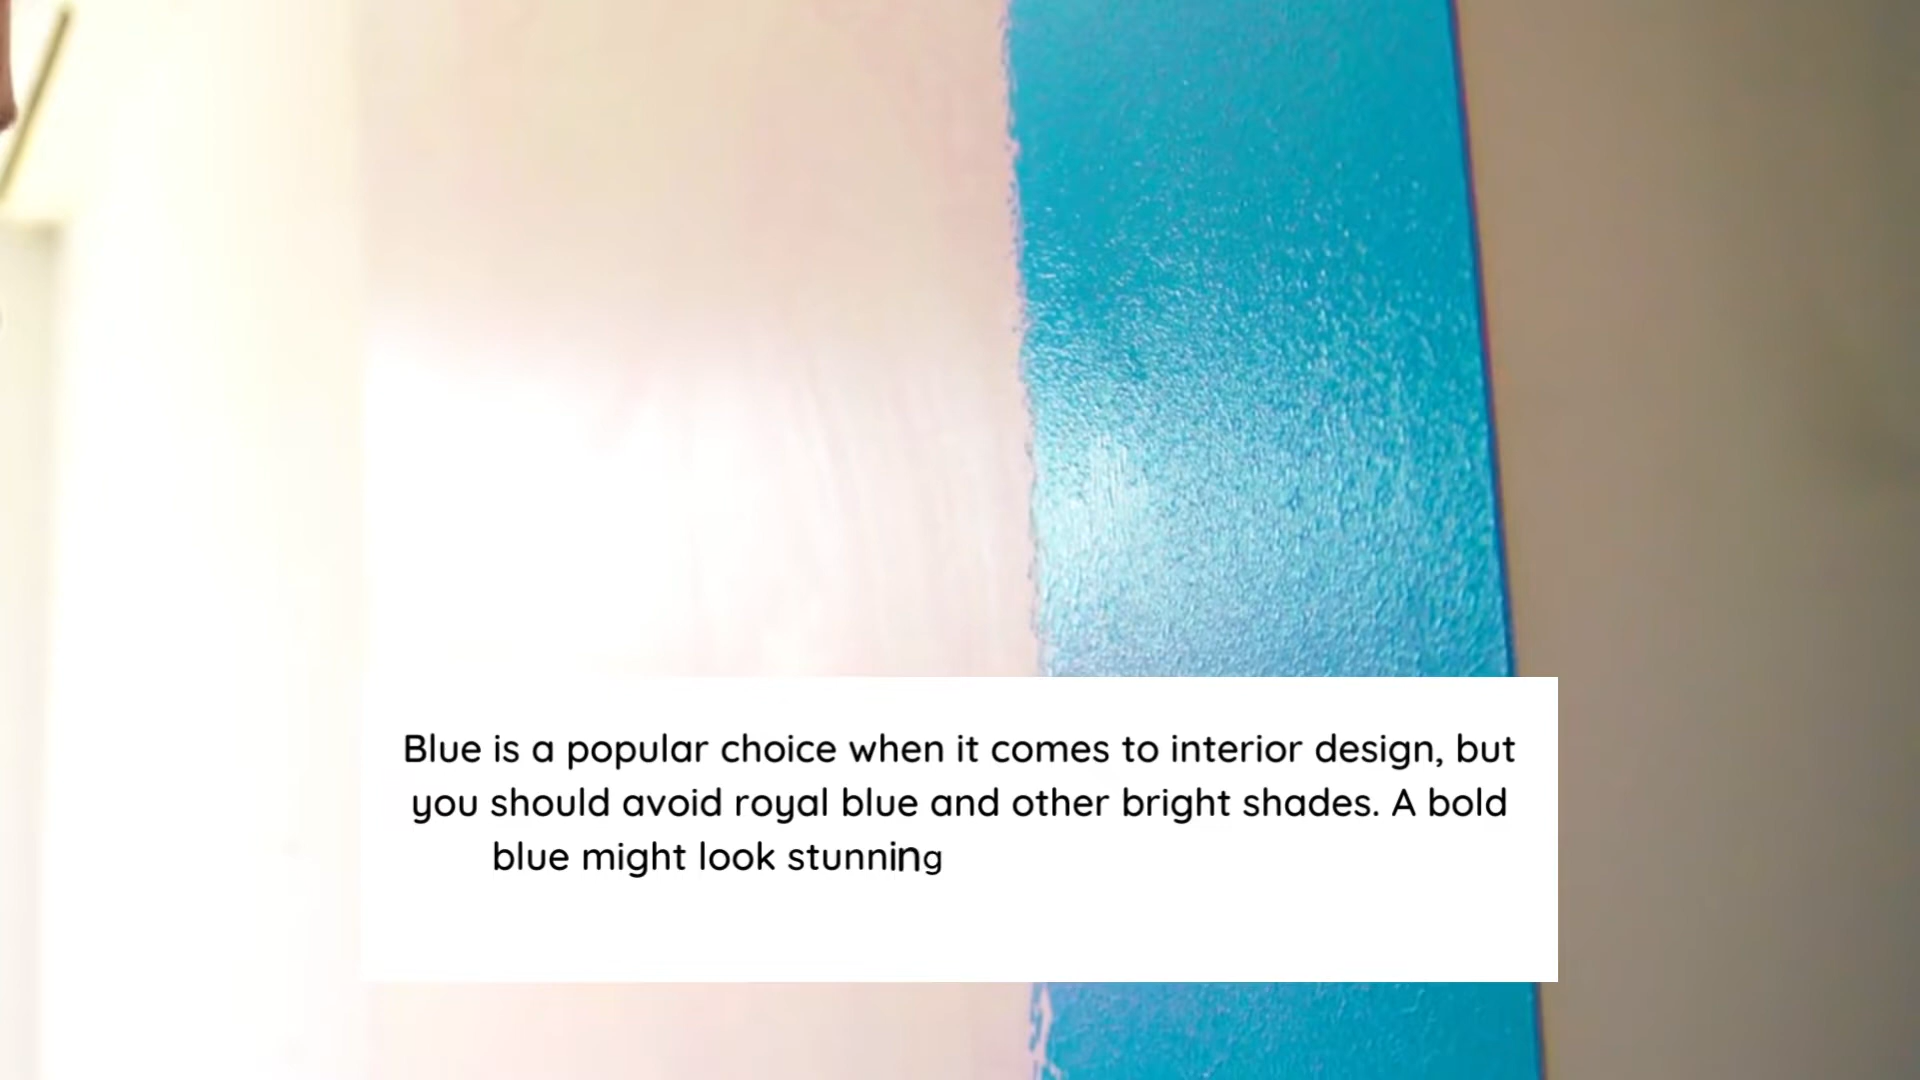 Blue is a popular choice when it comes to interior design, but
you should avoid royal blue and other bright shades. A bold
blue might look stunning